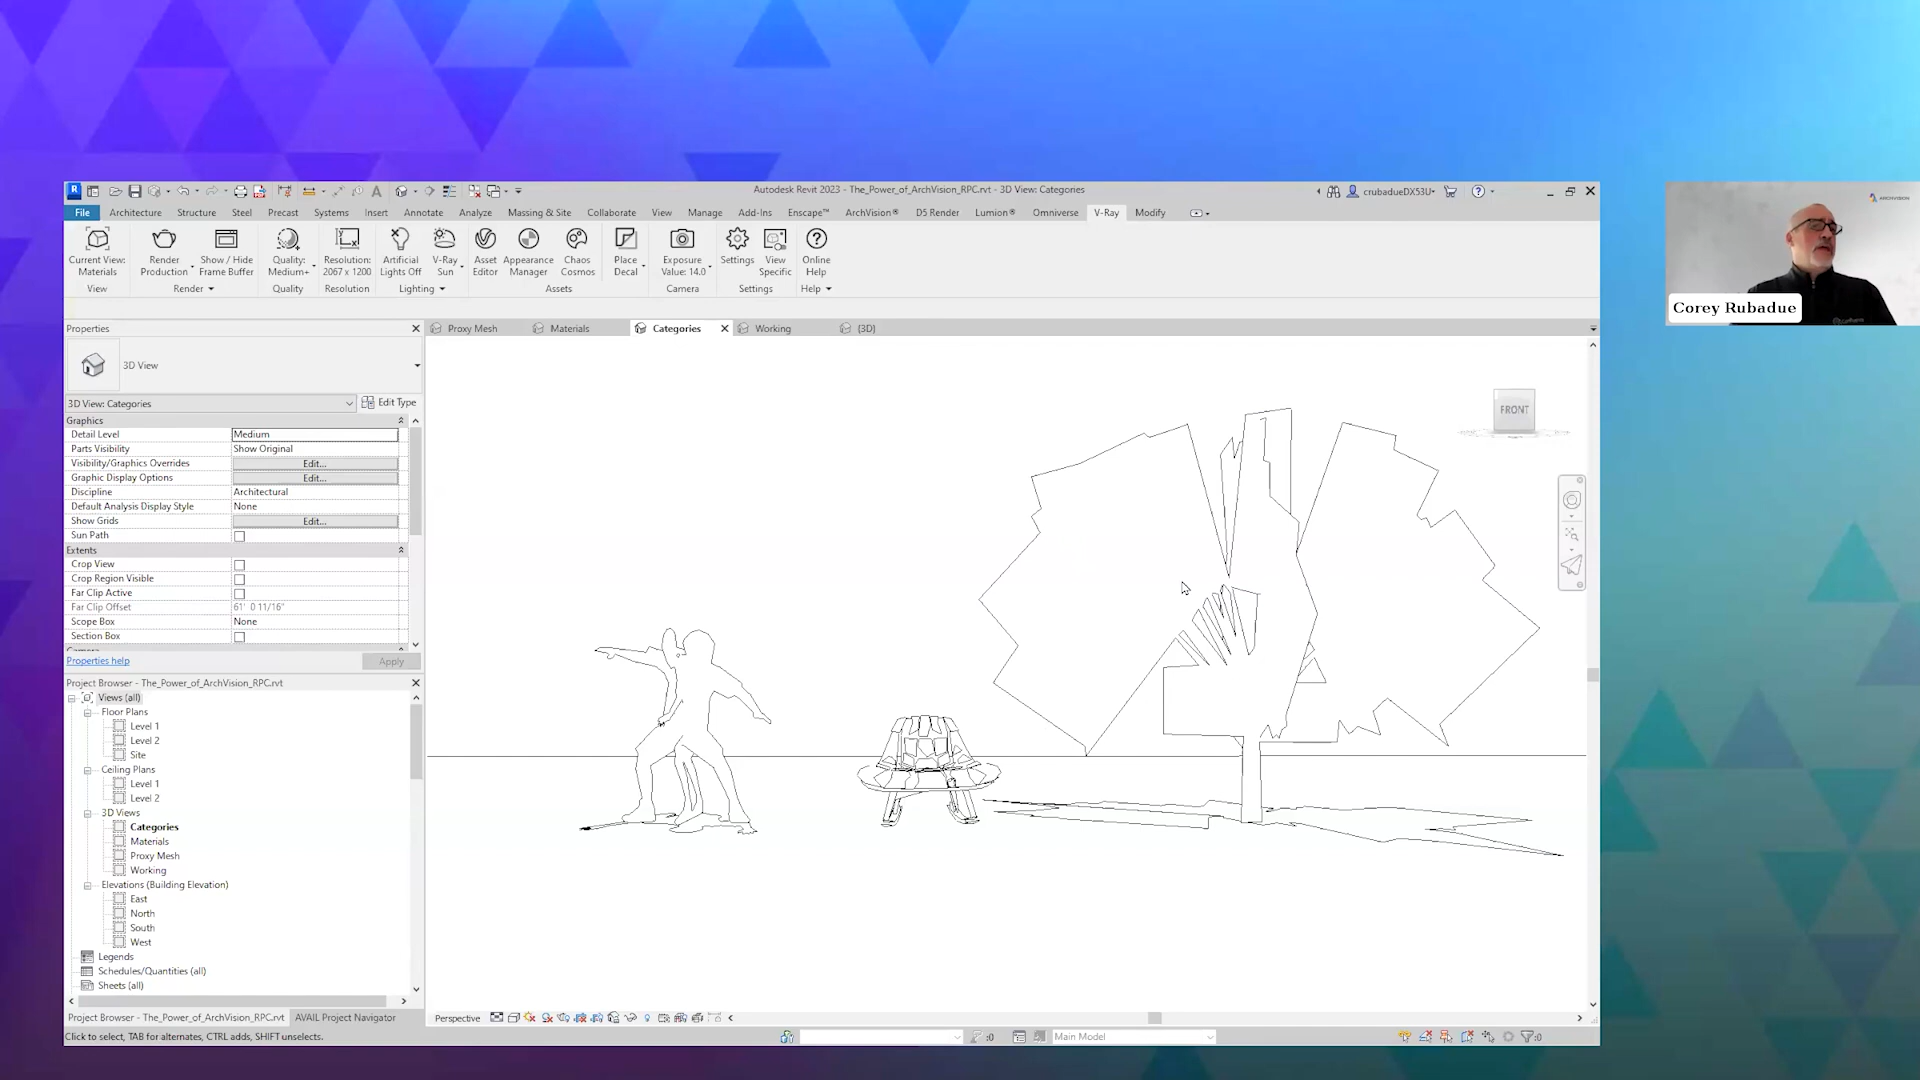 Autodesk Revit 2023 - The_Power_of_ArchVision_RPC.rvt - 3D View: Categories
crubadueDX53U
File Architecture Structure Steel Precast Systems Insert Annotate Analyze Massing & Site Collaborate View Manage Add-Ins Enscape™ ArchVision® D5 Render Lumion® Omniverse V-Ray Modify
Current View: Materials
Render Production
Show / Hide Frame Buffer
Quality: Medium+
Resolution: 2067 x 1200
Artificial Lights Off
V-Ray Sun
Asset Editor
Appearance Manager
Chaos Cosmos
Place Decal
Exposure Value: 14.0
Settings
View Specific
Online Help
View Render Quality Resolution Lighting Assets Camera Settings Help
ARCHVISION
Corey Rubadue
Properties
Proxy Mesh Materials Categories Working (3D)
3D View
3D View: Categories Edit Type
Graphics
Detail Level Medium
Parts Visibility Show Original
Visibility/Graphics Overrides Edit...
Graphic Display Options Edit...
Discipline Architectural
Default Analysis Display Style None
Show Grids Edit...
Sun Path
Extents
Crop View
Crop Region Visible
Far Clip Active
Far Clip Offset 61' 0 11/16"
Scope Box None
Section Box
Camera
Properties help Apply
FRONT
Project Browser - The_Power_of_ArchVision_RPC.rvt
Views (all)
Floor Plans
Level 1
Level 2
Site
Ceiling Plans
Level 1
Level 2
3D Views
Categories
Materials
Proxy Mesh
Working
Elevations (Building Elevation)
East
North
South
West
Legends
Schedules/Quantities (all)
Sheets (all)
Project Browser - The_Power_of_ArchVision_RPC.rvt AVAIL Project Navigator
Perspective
Click to select, TAB for alternates, CTRL adds, SHIFT unselects.
:0
Main Model
:0